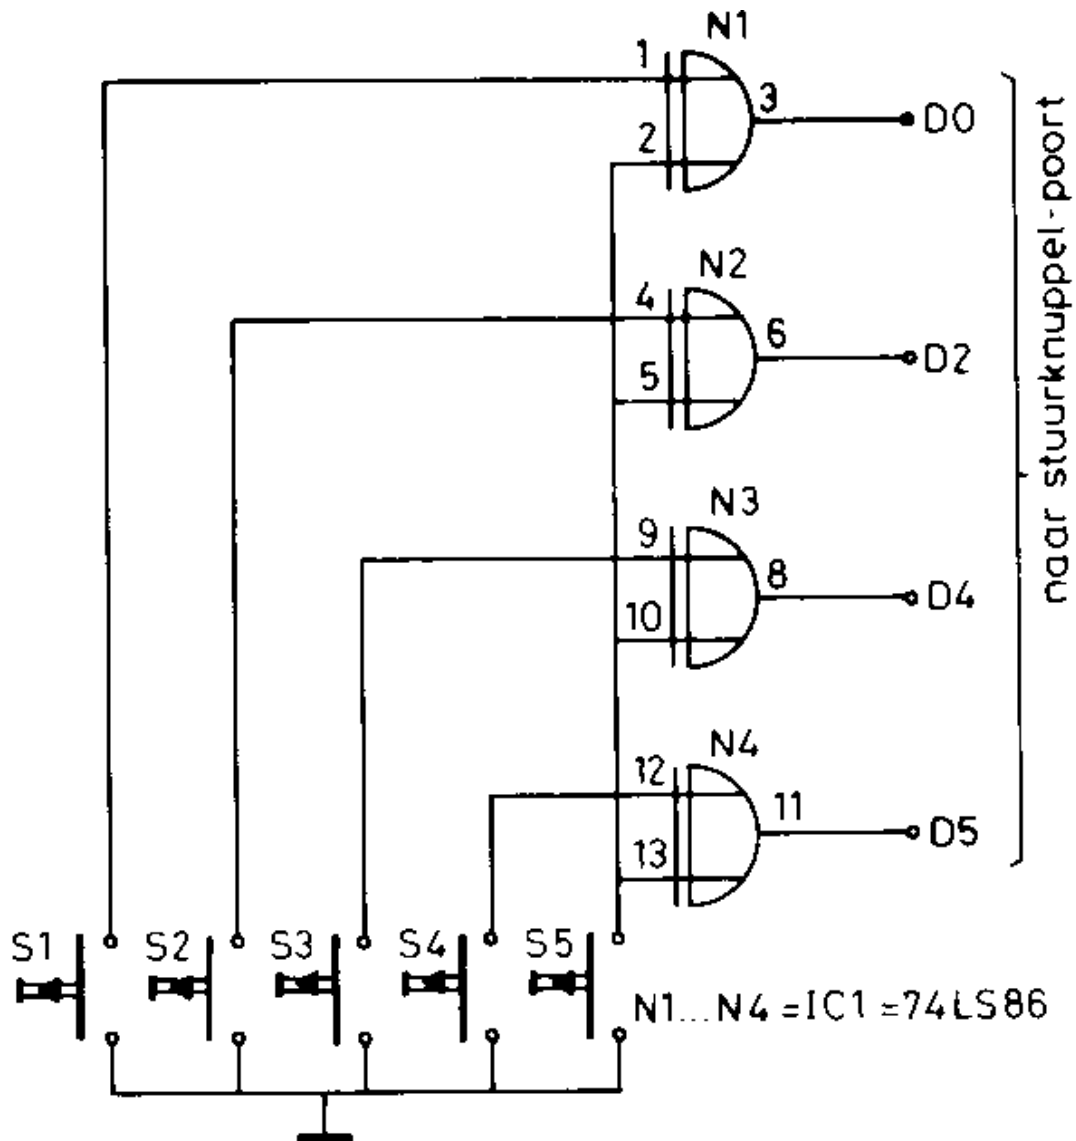 N1
1
3
D0
2
N2
4
6
D2
5
N3
9
8
D4
10
N4
12
11
D5
13
naar stuurknuppel-poort
S1
S2
S3
S4
S5
N1...N4 = IC1 = 74LS86